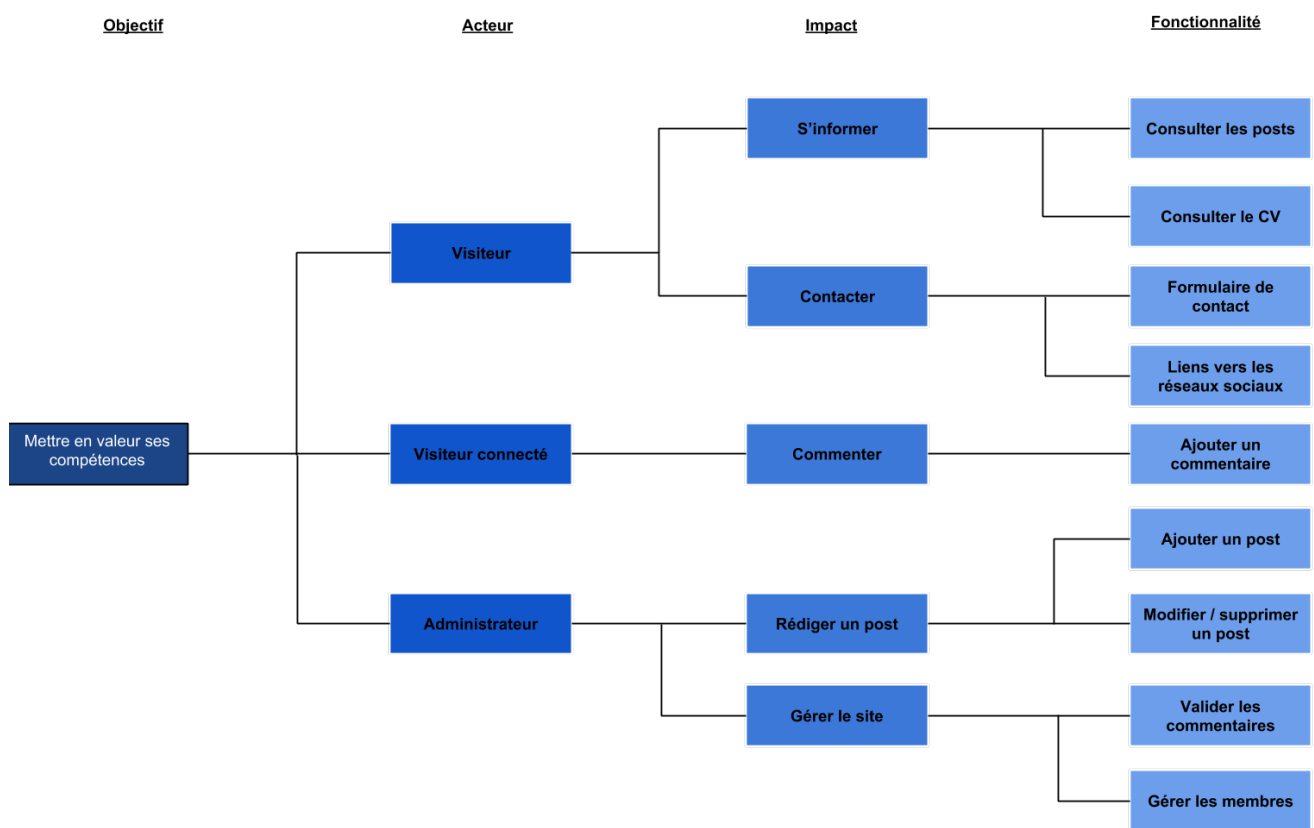 Objectif
Acteur
Impact
Fonctionnalité
S'informer
Consulter les posts
Consulter le CV
Visiteur
Contacter
Formulaire de
contact
Liens vers les
réseaux sociaux
Mettre en valeur ses
compétences
Visiteur connecté
Commenter
Ajouter un
commentaire
Ajouter un post
Administrateur
Rédiger un post
Modifier / supprimer
un post
Gérer le site
Valider les
commentaires
Gérer les membres